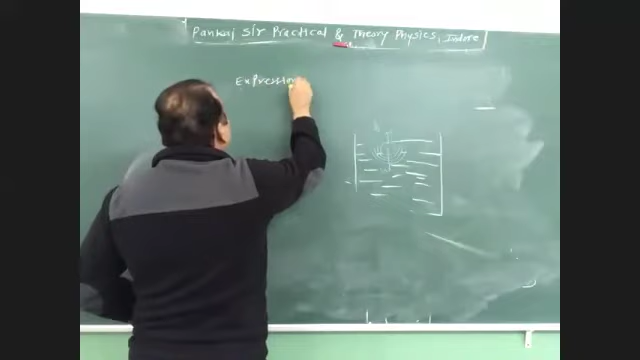 Pankaj Sir Practical & Theory Physics, Indore
Expression